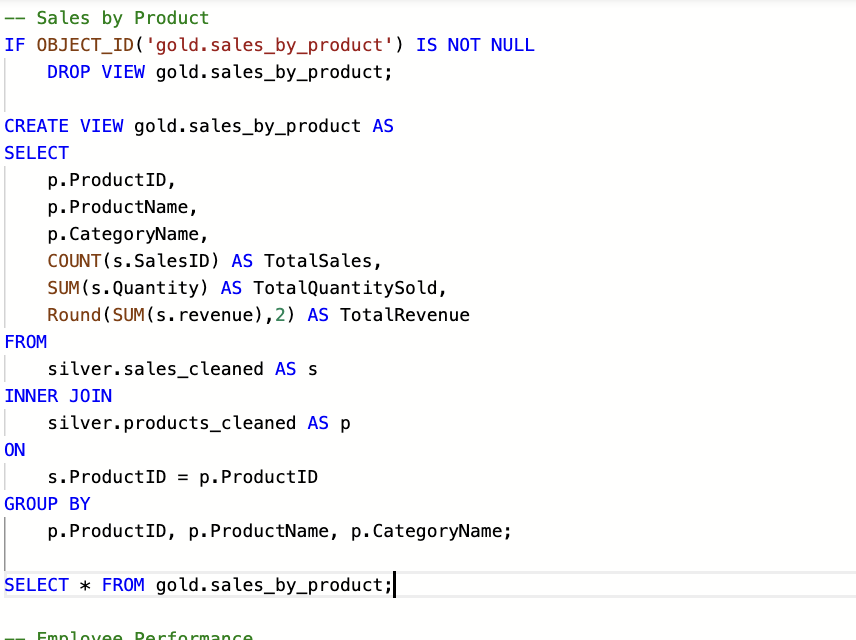 -- Sales by Product
IF OBJECT_ID('gold.sales_by_product') IS NOT NULL
    DROP VIEW gold.sales_by_product;

CREATE VIEW gold.sales_by_product AS
SELECT
    p.ProductID,
    p.ProductName,
    p.CategoryName,
    COUNT(s.SalesID) AS TotalSales,
    SUM(s.Quantity) AS TotalQuantitySold,
    Round(SUM(s.revenue),2) AS TotalRevenue
FROM
    silver.sales_cleaned AS s
INNER JOIN
    silver.products_cleaned AS p
ON
    s.ProductID = p.ProductID
GROUP BY
    p.ProductID, p.ProductName, p.CategoryName;

SELECT * FROM gold.sales_by_product;

-- Employee Performance